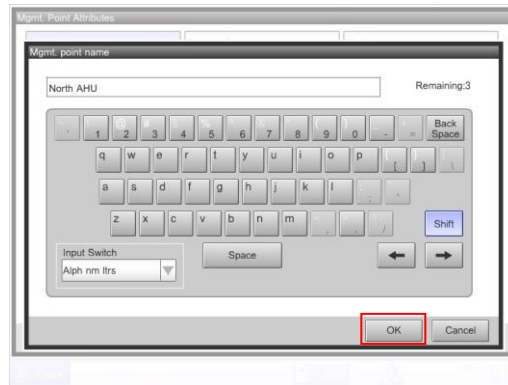 Mgmt. Point Attributes
Mgmt. point name
North AHU
Remaining:3
1 2 3 4 5 6 7 8 9 0 - = Back Space
q w e r t y u i o p [ ] \
a s d f g h j k l ; '
z x c v b n m , . / Shift
Input Switch
Alph nm ltrs
Space
← →
OK Cancel